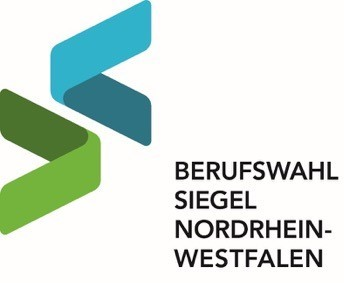 BERUFSWAHL
SIEGEL
NORDRHEIN-
WESTFALEN